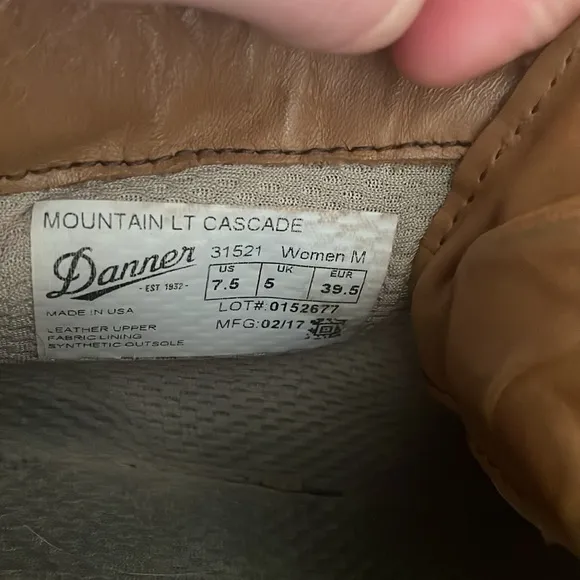 MOUNTAIN LT CASCADE
Danner
- EST 1932 -
31521 Women M
US UK EUR
7.5 5 39.5
LOT#:0152677
MFG:02/17
MADE IN USA
LEATHER UPPER
FABRIC LINING
SYNTHETIC OUTSOLE